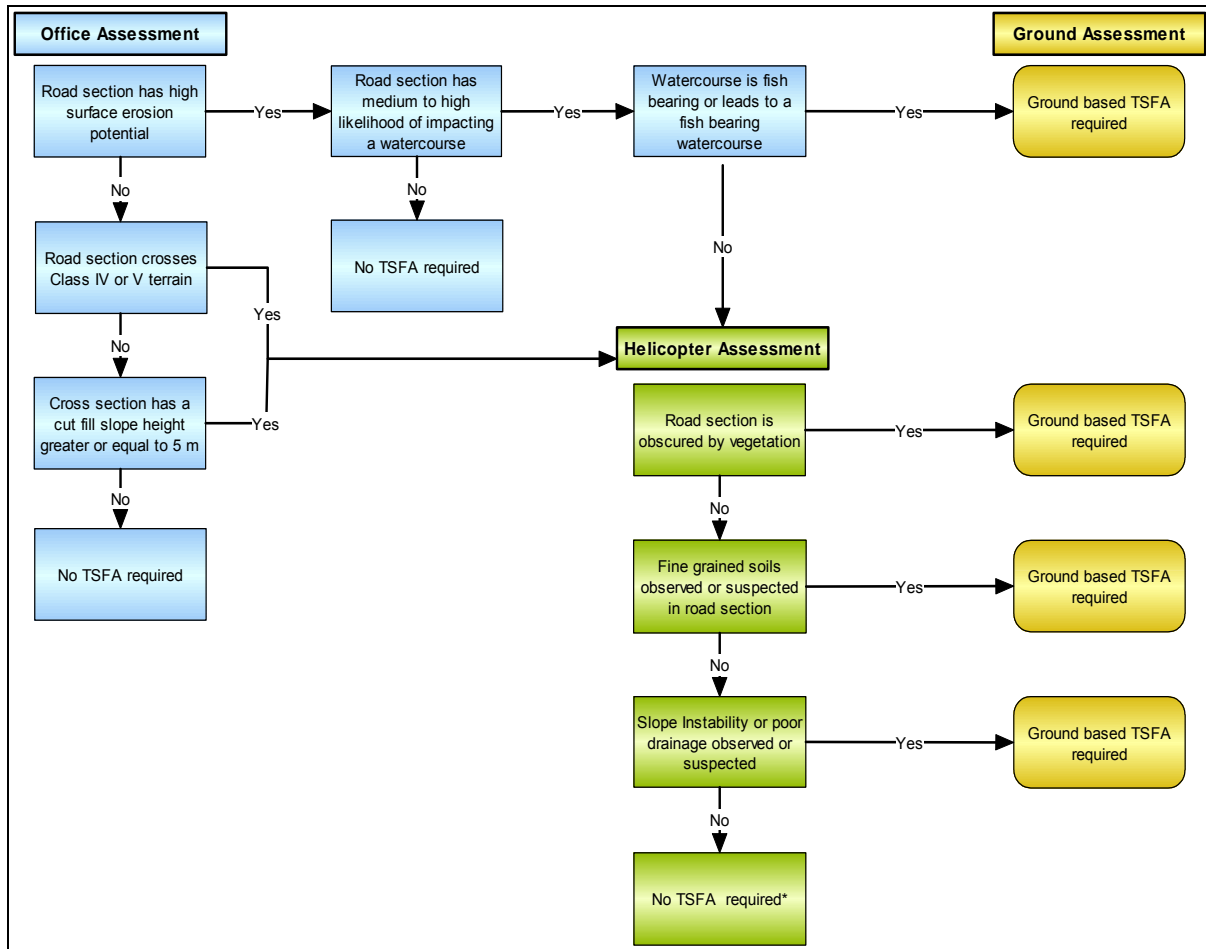 Office Assessment
Ground Assessment
Road section has high
surface erosion
potential
Yes
Road section has
medium to high
likelihood of impacting
a watercourse
Yes
Watercourse is fish
bearing or leads to a
fish bearing
watercourse
Yes
Ground based TSFA
required
No
No
No
Road section crosses
Class IV or V terrain
Yes
No TSFA required
No
Helicopter Assessment
Cross section has a
cut fill slope height
greater or equal to 5 m
Yes
Road section is
obscured by vegetation
Yes
Ground based TSFA
required
No
No
No TSFA required
Fine grained soils
observed or suspected
in road section
Yes
Ground based TSFA
required
No
Slope Instability or poor
drainage observed or
suspected
Yes
Ground based TSFA
required
No
No TSFA required*